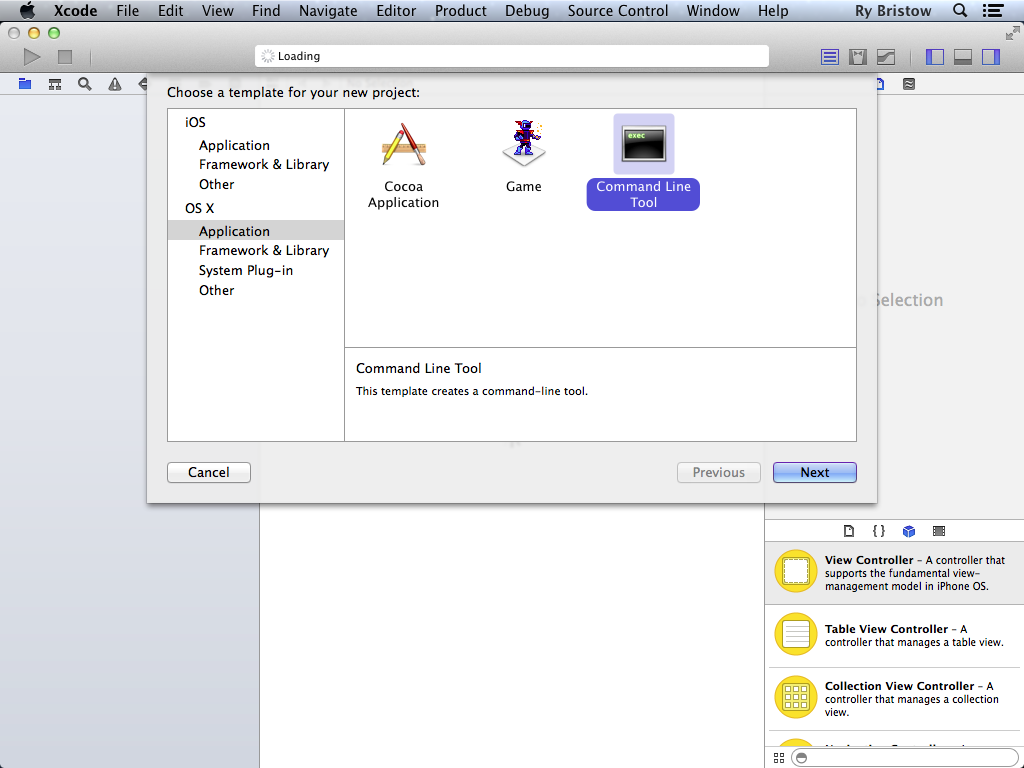 Xcode File Edit View Find Navigate Editor Product Debug Source Control Window Help Ry Bristow
Loading
Choose a template for your new project:
iOS
Application
Framework & Library
Other
OS X
Application
Framework & Library
System Plug-in
Other
Cocoa
Application
Game
exec
Command Line
Tool
Command Line Tool
This template creates a command-line tool.
Cancel
Previous
Next
Selection
{ }
View Controller – A controller that
supports the fundamental view-
management model in iPhone OS.
Table View Controller – A
controller that manages a table view.
Collection View Controller – A
controller that manages a collection
view.